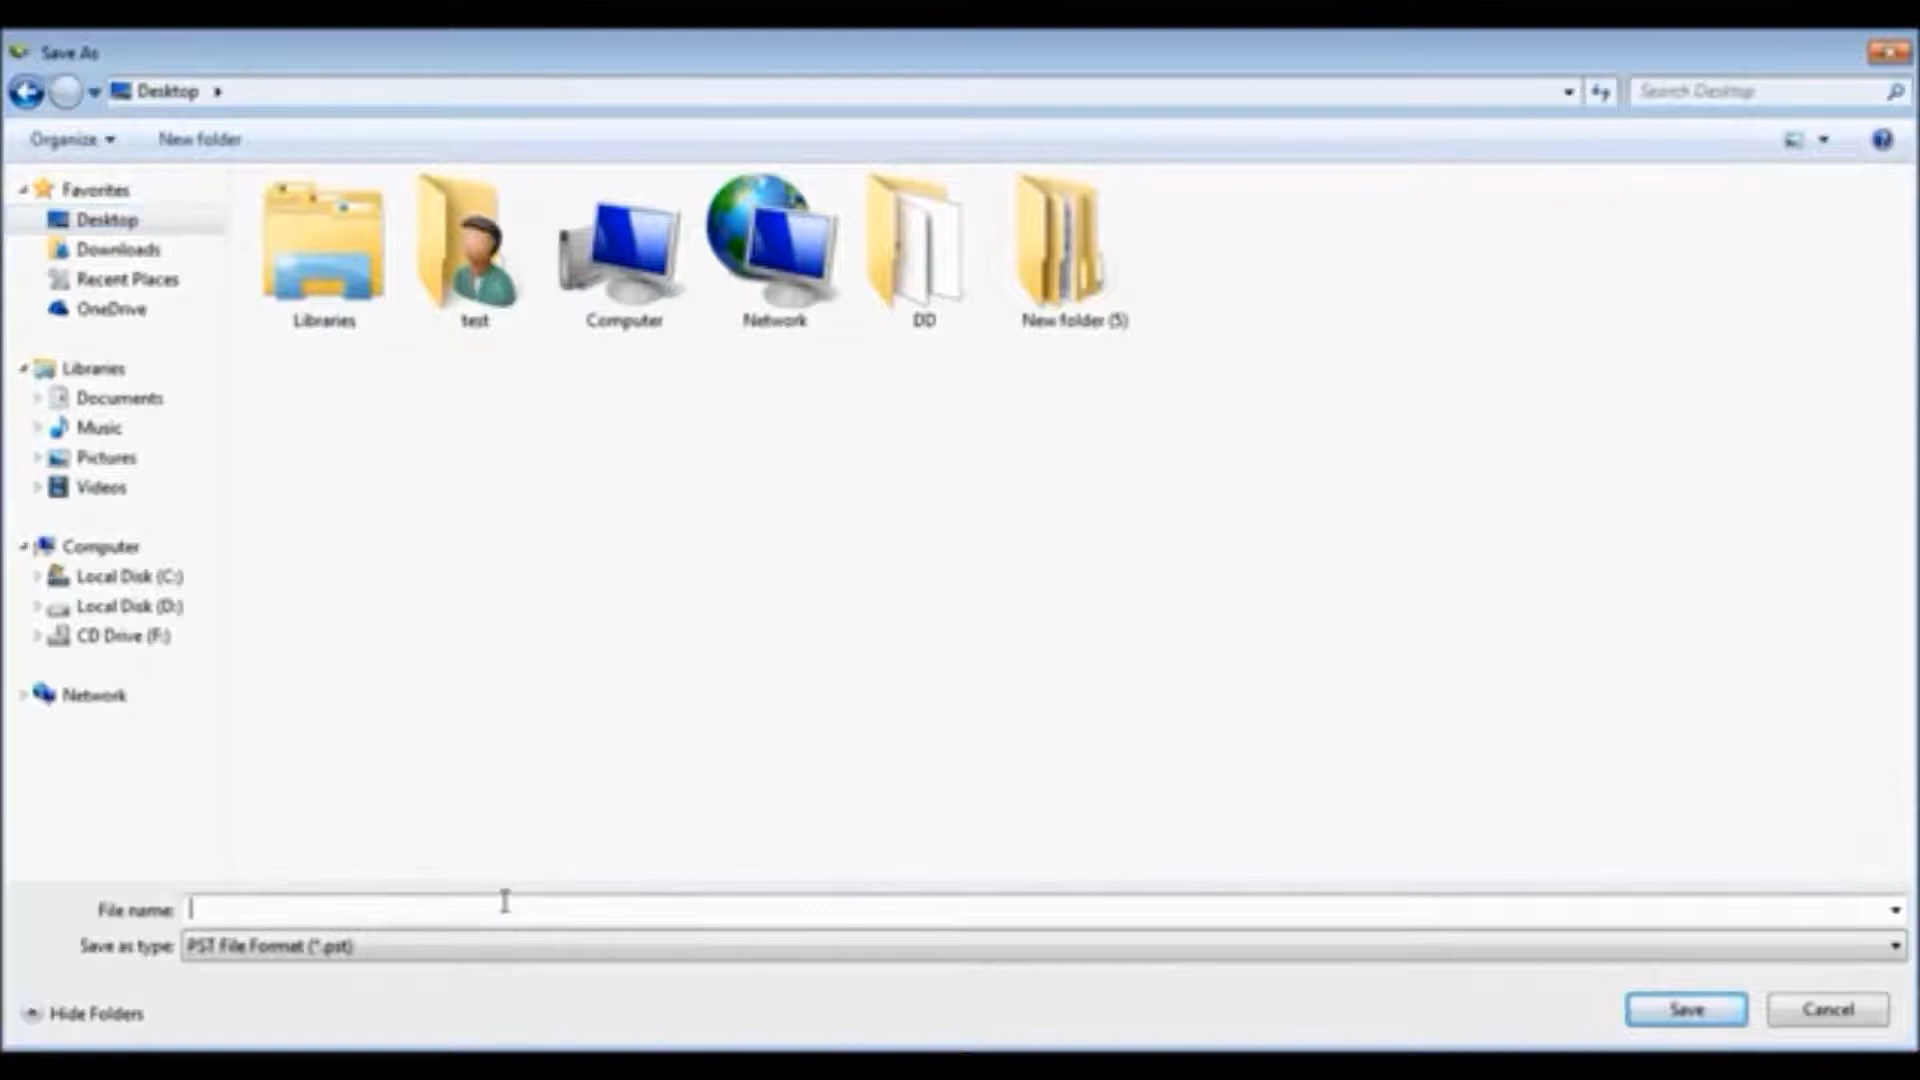 Save As
Desktop
Search Desktop
Organize
New folder
Favorites
Desktop
Downloads
Recent Places
OneDrive
Libraries
Documents
Music
Pictures
Videos
Computer
Local Disk (C:)
Local Disk (D:)
CD Drive (F:)
Network
Libraries
test
Computer
Network
DD
New folder (5)
File name:
Save as type: PST File Format (*.pst)
Hide Folders
Save
Cancel